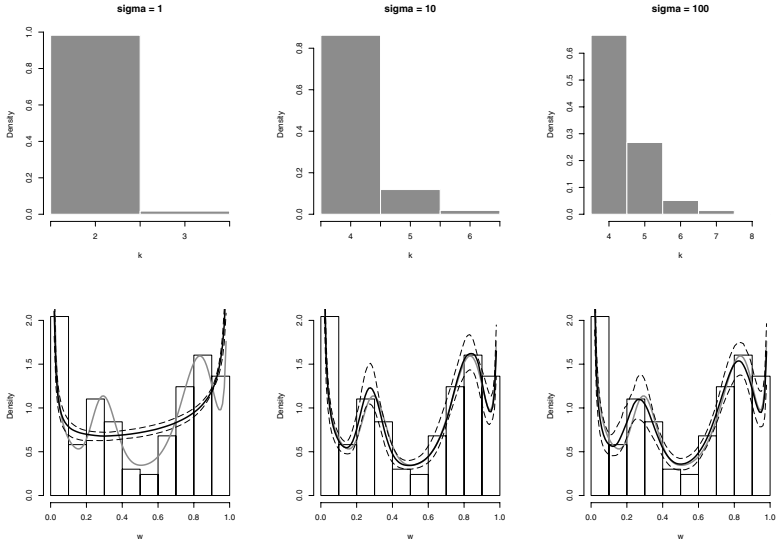 sigma = 1
sigma = 10
sigma = 100
Density
0.0 0.2 0.4 0.6 0.8 1.0
2 3
k
Density
0.0 0.2 0.4 0.6 0.8
4 5 6
k
Density
0.0 0.1 0.2 0.3 0.4 0.5 0.6
4 5 6 7 8
k
Density
0.0 0.5 1.0 1.5 2.0
0.0 0.2 0.4 0.6 0.8 1.0
w
Density
0.0 0.5 1.0 1.5 2.0
0.0 0.2 0.4 0.6 0.8 1.0
w
Density
0.0 0.5 1.0 1.5 2.0
0.0 0.2 0.4 0.6 0.8 1.0
w